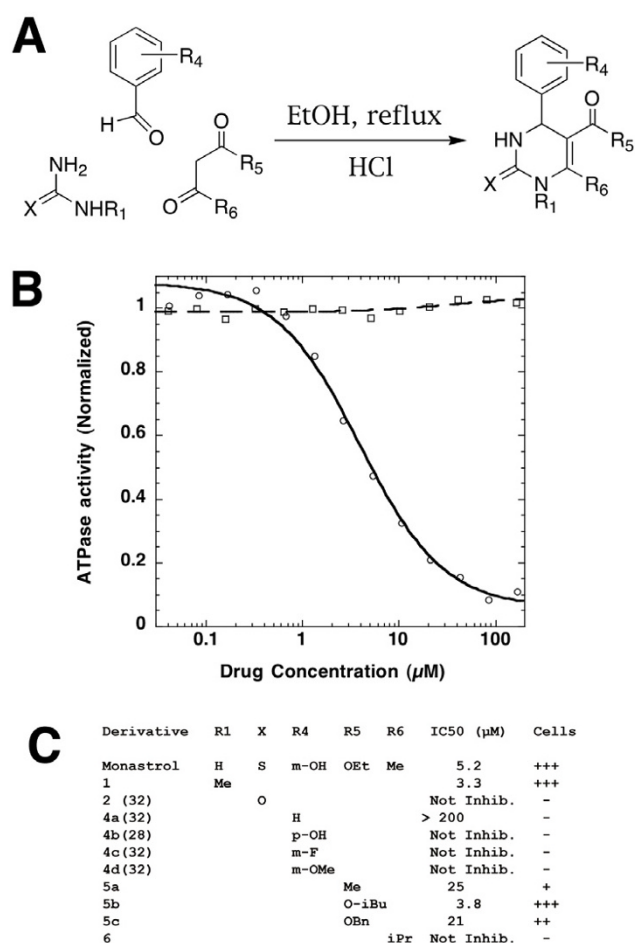 A
R4
H
O
NH2
X
NHR1
O
R5
O
R6
EtOH, reflux
HCl
R4
O
HN
R5
X
N
R6
R1
B
1
0.8
0.6
0.4
0.2
0
ATPase activity (Normalized)
0.1 1 10 100
Drug Concentration (µM)
C
Derivative R1 X R4 R5 R6 IC50 (µM) Cells
Monastrol H S m-OH OEt Me 5.2 +++
1 Me 3.3 +++
2 (32) O Not Inhib. -
4a(32) H > 200 -
4b(28) p-OH Not Inhib. -
4c(32) m-F Not Inhib. -
4d(32) m-OMe Not Inhib. -
5a Me 25 +
5b O-iBu 3.8 +++
5c OBn 21 ++
6 iPr Not Inhib. -